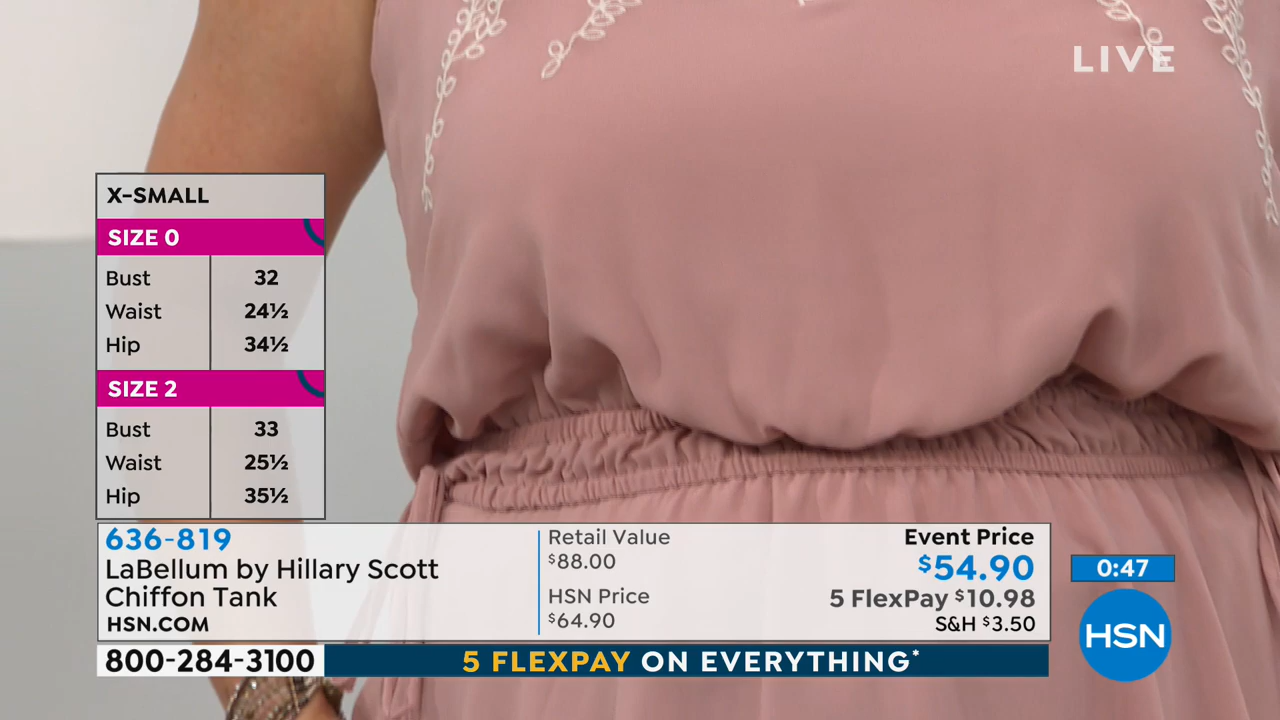 LIVE
X-SMALL
SIZE 0
Bust 32
Waist 24½
Hip 34½
SIZE 2
Bust 33
Waist 25½
Hip 35½
636-819
LaBellum by Hillary Scott
Chiffon Tank
HSN.COM
Retail Value
$88.00
HSN Price
$64.90
Event Price
$54.90
5 FlexPay $10.98
S&H $3.50
0:47
HSN
800-284-3100
5 FLEXPAY ON EVERYTHING*